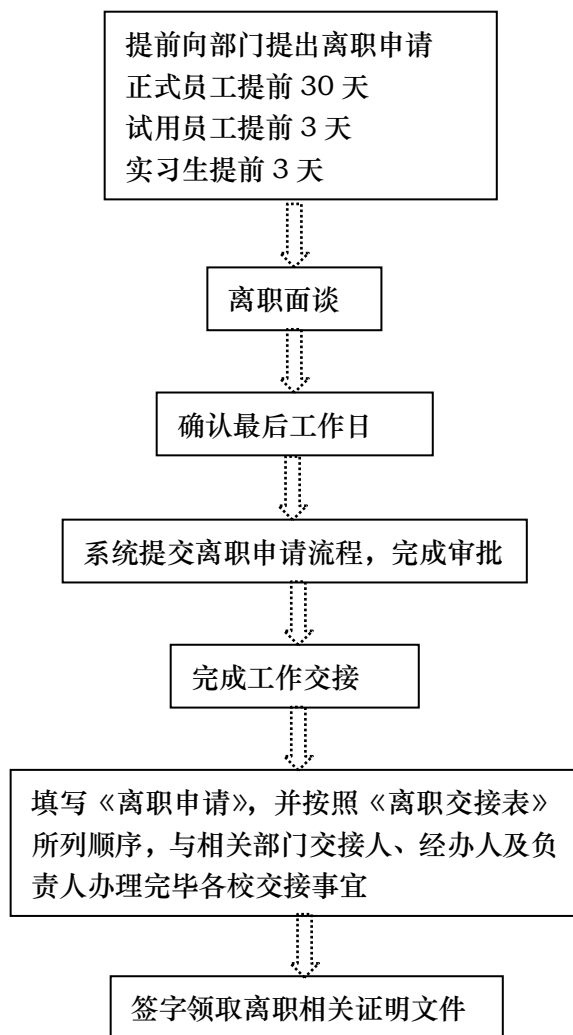 提前向部门提出离职申请
正式员工提前 30 天
试用员工提前 3 天
实习生提前 3 天
离职面谈
确认最后工作日
系统提交离职申请流程，完成审批
完成工作交接
填写《离职申请》，并按照《离职交接表》
所列顺序，与相关部门交接人、经办人及负
责人办理完毕各校交接事宜
签字领取离职相关证明文件